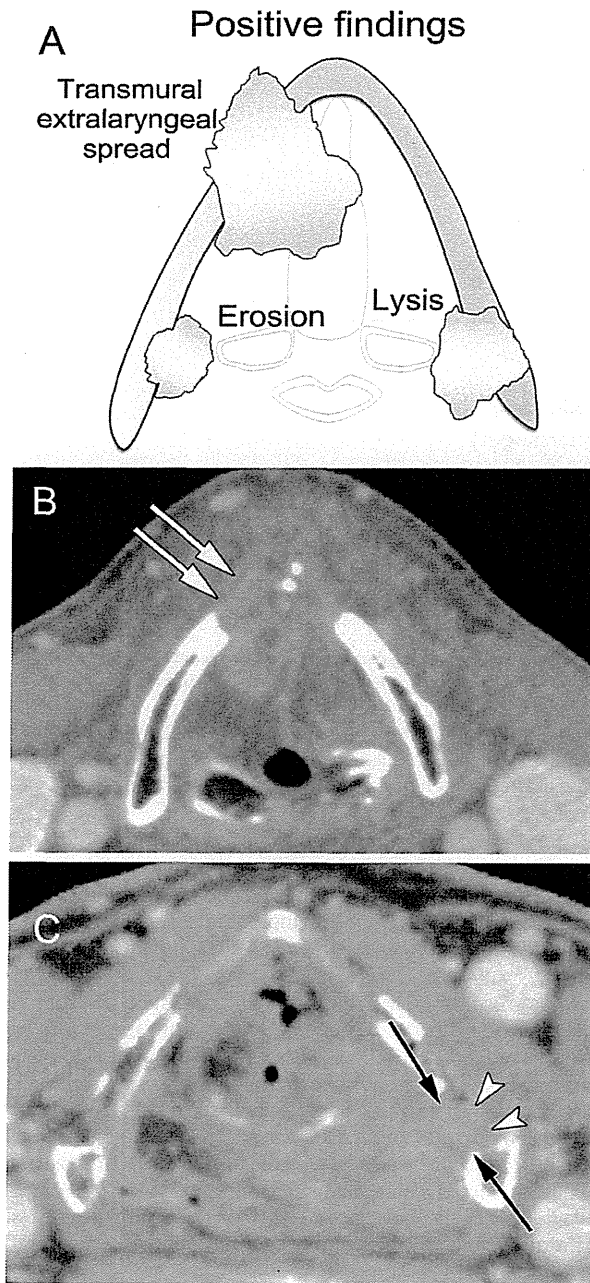 A
Positive findings
Transmural
extralaryngeal
spread
Erosion
Lysis
B
C